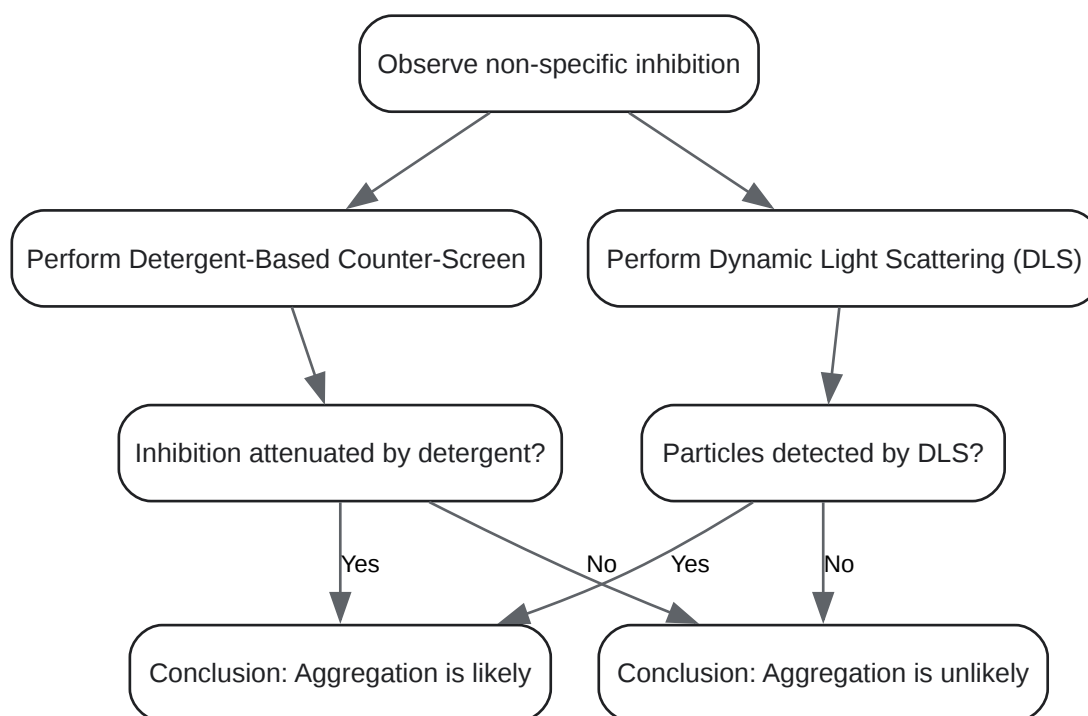 Observe non-specific inhibition
Perform Detergent-Based Counter-Screen
Perform Dynamic Light Scattering (DLS)
Inhibition attenuated by detergent?
Particles detected by DLS?
Yes
No
Yes
No
Conclusion: Aggregation is likely
Conclusion: Aggregation is unlikely